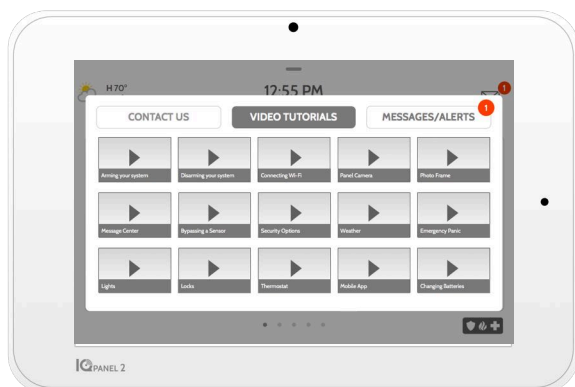 H 70°
12:55 PM
1
CONTACT US
VIDEO TUTORIALS
MESSAGES/ALERTS
1
Arming your system
Disarming your system
Connecting Wi-Fi
Panel Camera
Photo Frame
Message Center
Bypassing a Sensor
Security Options
Weather
Emergency Panic
Lights
Locks
Thermostat
Mobile App
Changing Batteries
IQ PANEL 2